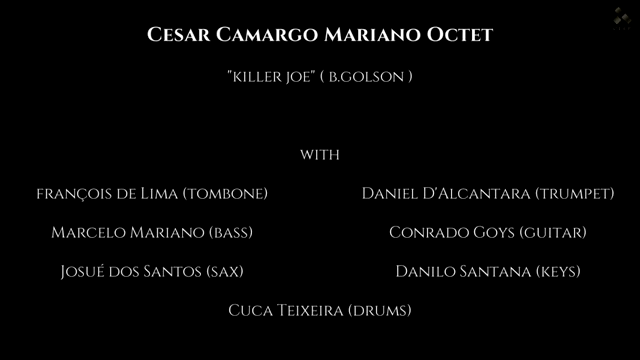 Cesar Camargo Mariano Octet
"Killer Joe" ( B.Golson )
with
François de Lima (tombone)
Daniel D'Alcantara (trumpet)
Marcelo Mariano (bass)
Conrado Goys (guitar)
Josué dos Santos (sax)
Danilo Santana (keys)
Cuca Teixeira (drums)